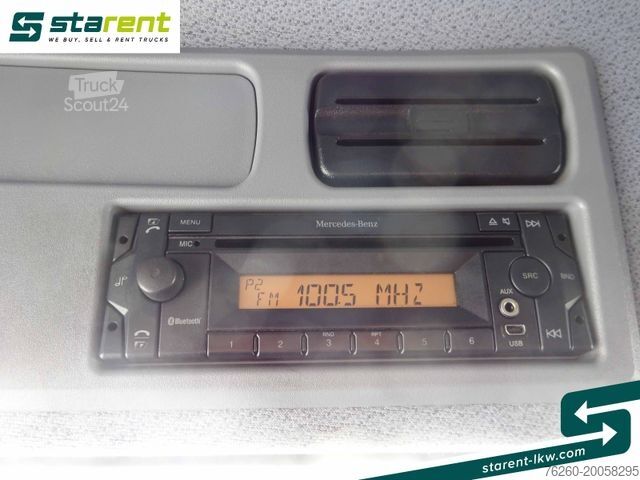 starent
WE BUY, SELL & RENT TRUCKS
Truck
Scout24
MENU
Mercedes-Benz
MIC
SRC
RND
P2
FM 100.5 MHz
AUX
Bluetooth
USB
1 2 RND 3 RPT 4 5 6
starent-lkw.com
76260-20058295